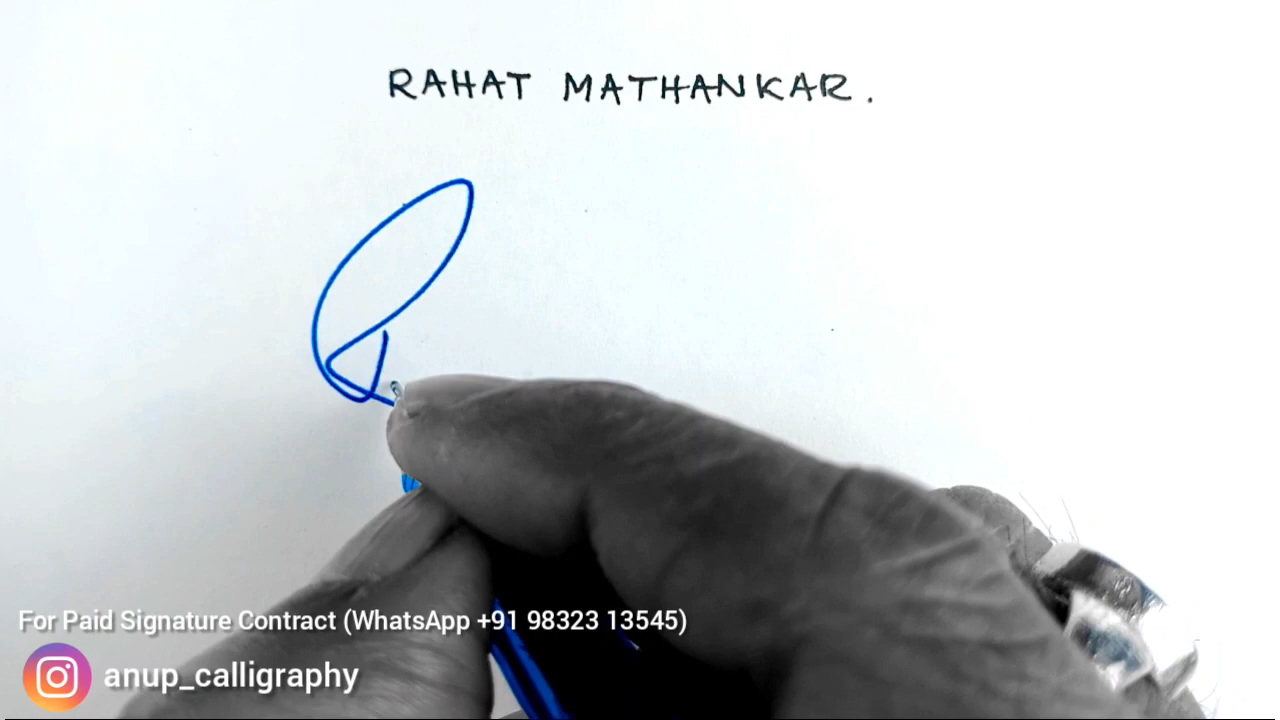 RAHAT MATHANKAR.
For Paid Signature Contract (WhatsApp +91 98323 13545)
anup_calligraphy